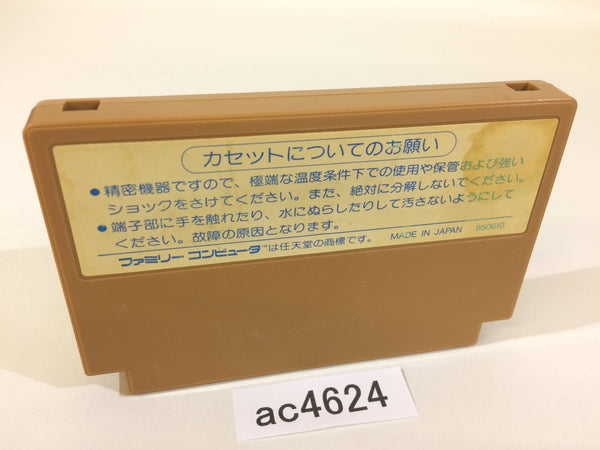 カセットについてのお願い
●精密機器ですので、極端な温度条件下での使用や保管および強い
ショックをさけてください。また、絶対に分解しないでください。
●端子部に手を触れたり、水にぬらしたりして汚さないようにして
ください。故障の原因となります。
ファミリーコンピュータ™は任天堂の商標です。 MADE IN JAPAN 850610
ac4624